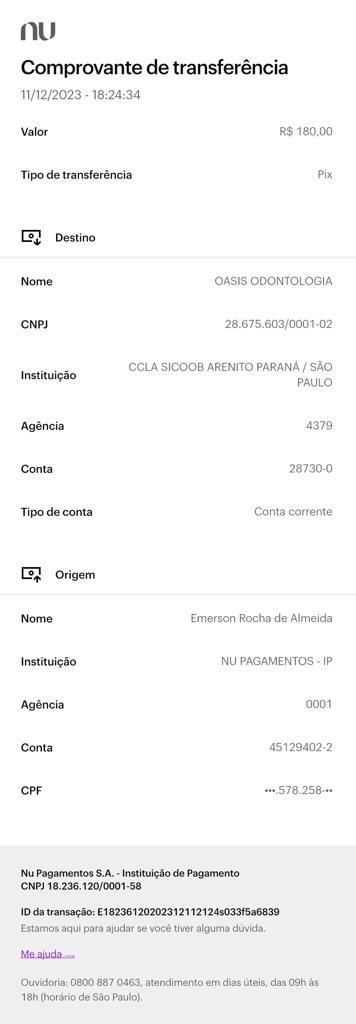 nu
Comprovante de transferência
11/12/2023 - 18:24:34
Valor R$ 180,00
Tipo de transferência Pix
Destino
Nome OASIS ODONTOLOGIA
CNPJ 28.675.603/0001-02
Instituição CCLA SICOOB ARENITO PARANÁ / SÃO
PAULO
Agência 4379
Conta 28730-0
Tipo de conta Conta corrente
Origem
Nome Emerson Rocha de Almeida
Instituição NU PAGAMENTOS - IP
Agência 0001
Conta 45129402-2
CPF •••.578.258-••
Nu Pagamentos S.A. - Instituição de Pagamento
CNPJ 18.236.120/0001-58
ID da transação: E18236120202312112124s033f5a6839
Estamos aqui para ajudar se você tiver alguma dúvida.
Me ajuda
Ouvidoria: 0800 887 0463, atendimento em dias úteis, das 09h às
18h (horário de São Paulo).